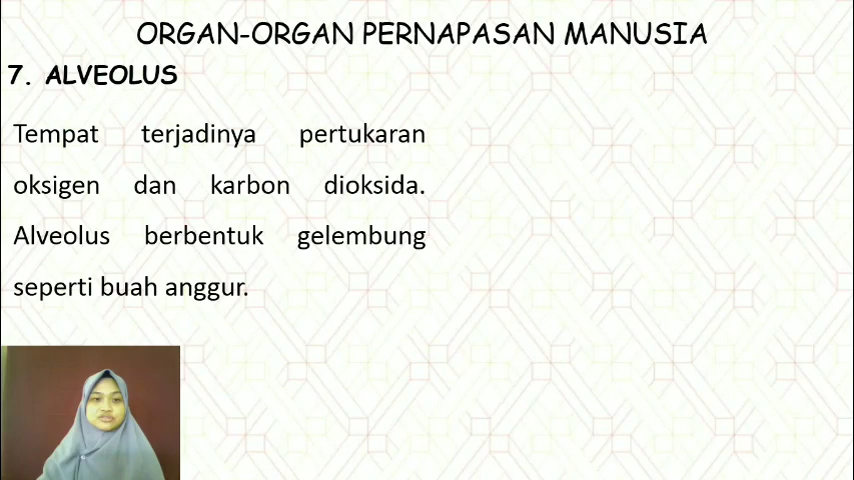 ORGAN-ORGAN PERNAPASAN MANUSIA
7. ALVEOLUS
Tempat terjadinya pertukaran
oksigen dan karbon dioksida.
Alveolus berbentuk gelembung
seperti buah anggur.